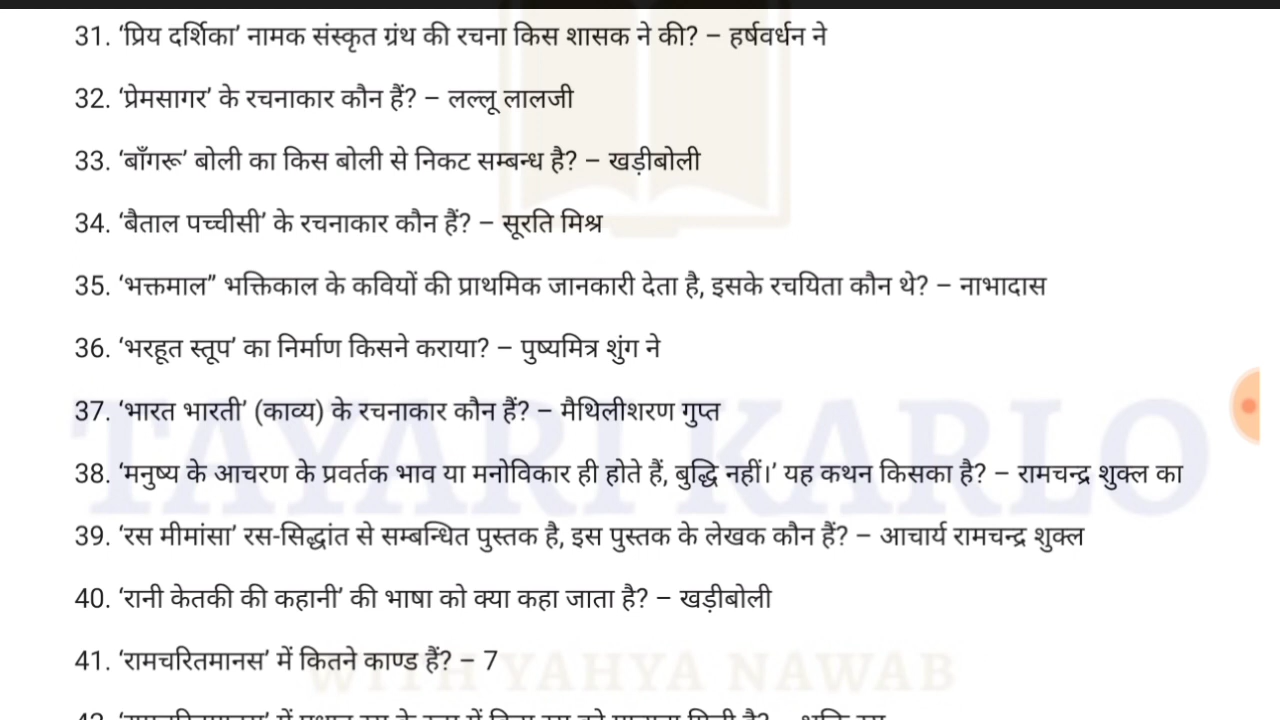 31. ‘प्रिय दर्शिका’ नामक संस्कृत ग्रंथ की रचना किस शासक ने की? – हर्षवर्धन ने
32. ‘प्रेमसागर’ के रचनाकार कौन हैं? – लल्लू लालजी
33. ‘बाँगरू’ बोली का किस बोली से निकट सम्बन्ध है? – खड़ीबोली
34. ‘बैताल पच्चीसी’ के रचनाकार कौन हैं? – सूरति मिश्र
35. ‘भक्तमाल” भक्तिकाल के कवियों की प्राथमिक जानकारी देता है, इसके रचयिता कौन थे? – नाभादास
36. ‘भरहूत स्तूप’ का निर्माण किसने कराया? – पुष्यमित्र शुंग ने
37. ‘भारत भारती’ (काव्य) के रचनाकार कौन हैं? – मैथिलीशरण गुप्त
TAYARI KARLO
38. ‘मनुष्य के आचरण के प्रवर्तक भाव या मनोविकार ही होते हैं, बुद्धि नहीं।’ यह कथन किसका है? – रामचन्द्र शुक्ल का
39. ‘रस मीमांसा’ रस-सिद्धांत से सम्बन्धित पुस्तक है, इस पुस्तक के लेखक कौन हैं? – आचार्य रामचन्द्र शुक्ल
40. ‘रानी केतकी की कहानी’ की भाषा को क्या कहा जाता है? – खड़ीबोली
41. ‘रामचरितमानस’ में कितने काण्ड हैं? – 7
WITH YAHYA NAWAB